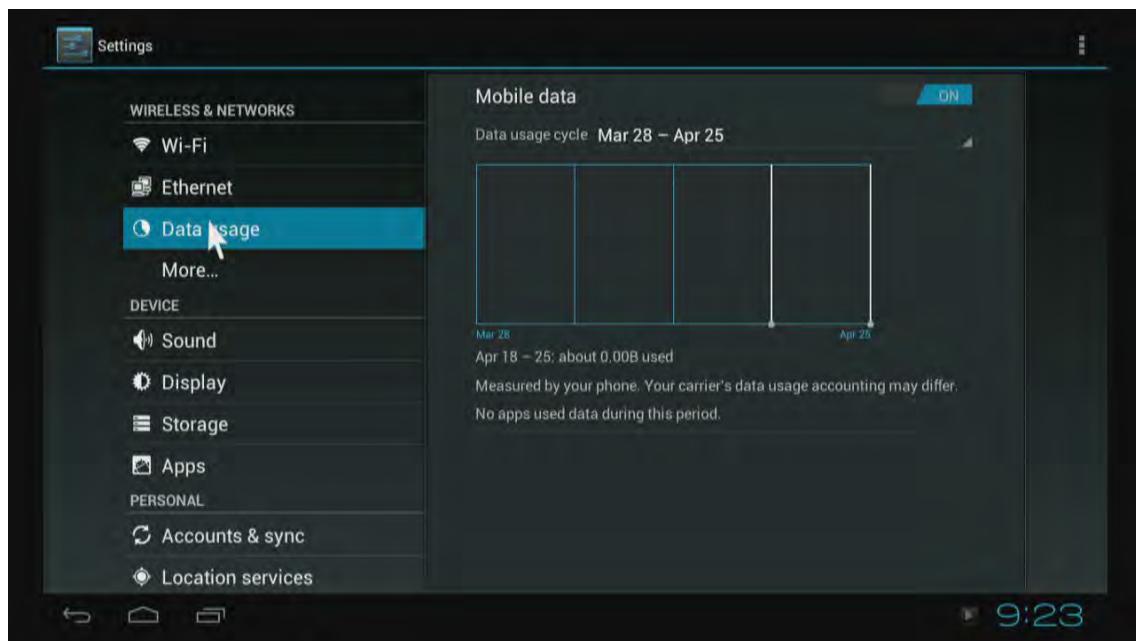 Settings
WIRELESS & NETWORKS
Wi-Fi
Ethernet
Data usage
More...
DEVICE
Sound
Display
Storage
Apps
PERSONAL
Accounts & sync
Location services
Mobile data
ON
Data usage cycle Mar 28 – Apr 25
Mar 28
Apr 25
Apr 18 – 25: about 0.00B used
Measured by your phone. Your carrier's data usage accounting may differ.
No apps used data during this period.
9:23